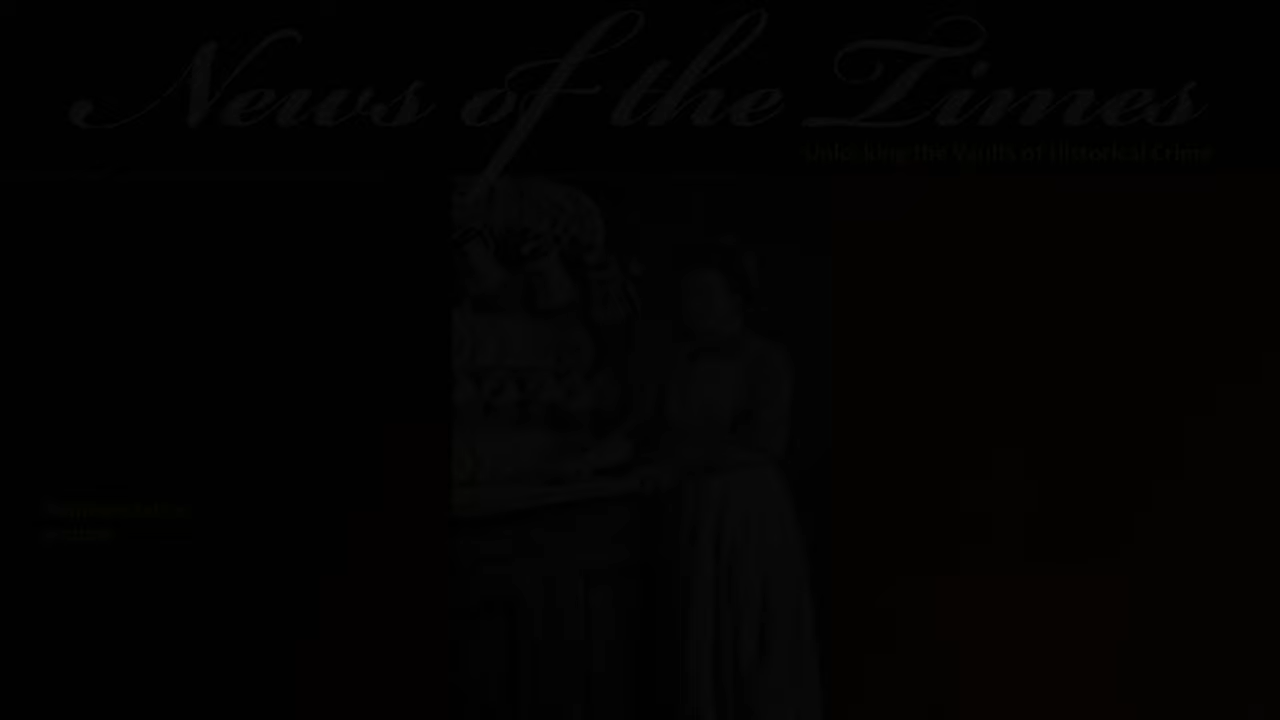 News of the Times
Unlocking the Vaults of Historical Crime